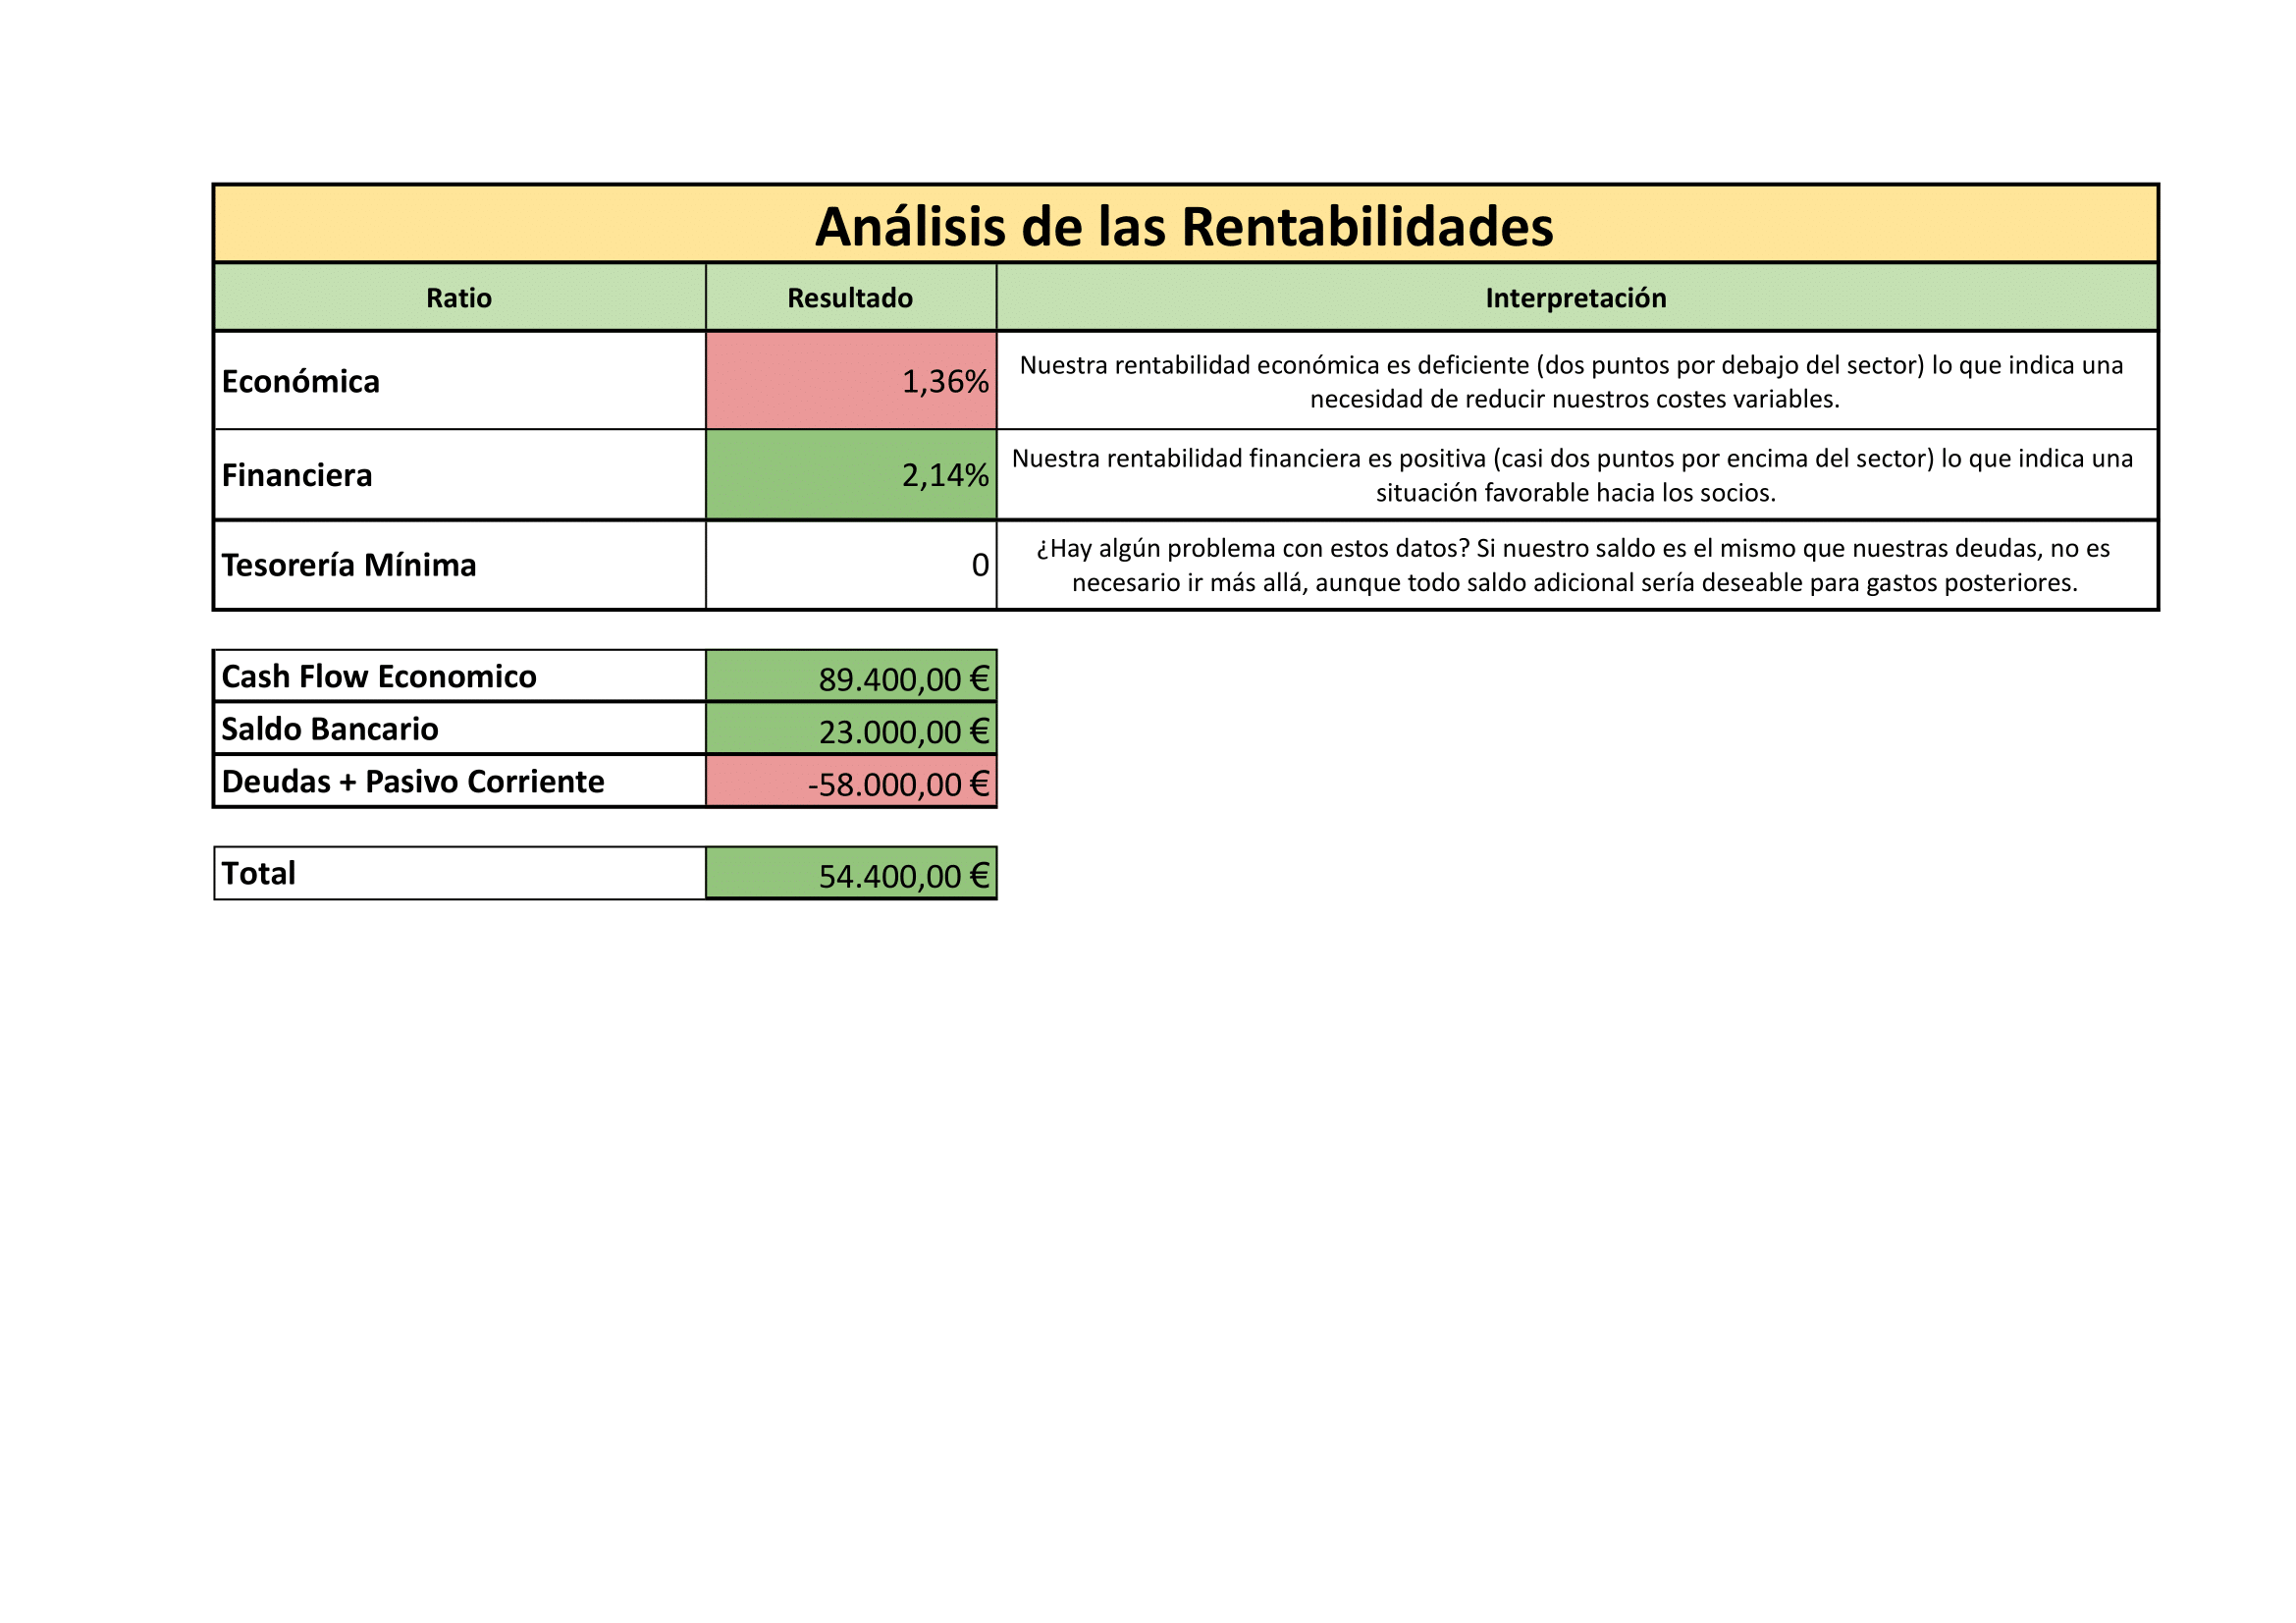 Análisis de las Rentabilidades
Ratio Resultado Interpretación
Económica 1,36% Nuestra rentabilidad económica es deficiente (dos puntos por debajo del sector) lo que indica una
necesidad de reducir nuestros costes variables.
Financiera 2,14% Nuestra rentabilidad financiera es positiva (casi dos puntos por encima del sector) lo que indica una
situación favorable hacia los socios.
Tesorería Mínima 0 ¿Hay algún problema con estos datos? Si nuestro saldo es el mismo que nuestras deudas, no es
necesario ir más allá, aunque todo saldo adicional sería deseable para gastos posteriores.
Cash Flow Economico 89.400,00 €
Saldo Bancario 23.000,00 €
Deudas + Pasivo Corriente -58.000,00 €
Total 54.400,00 €